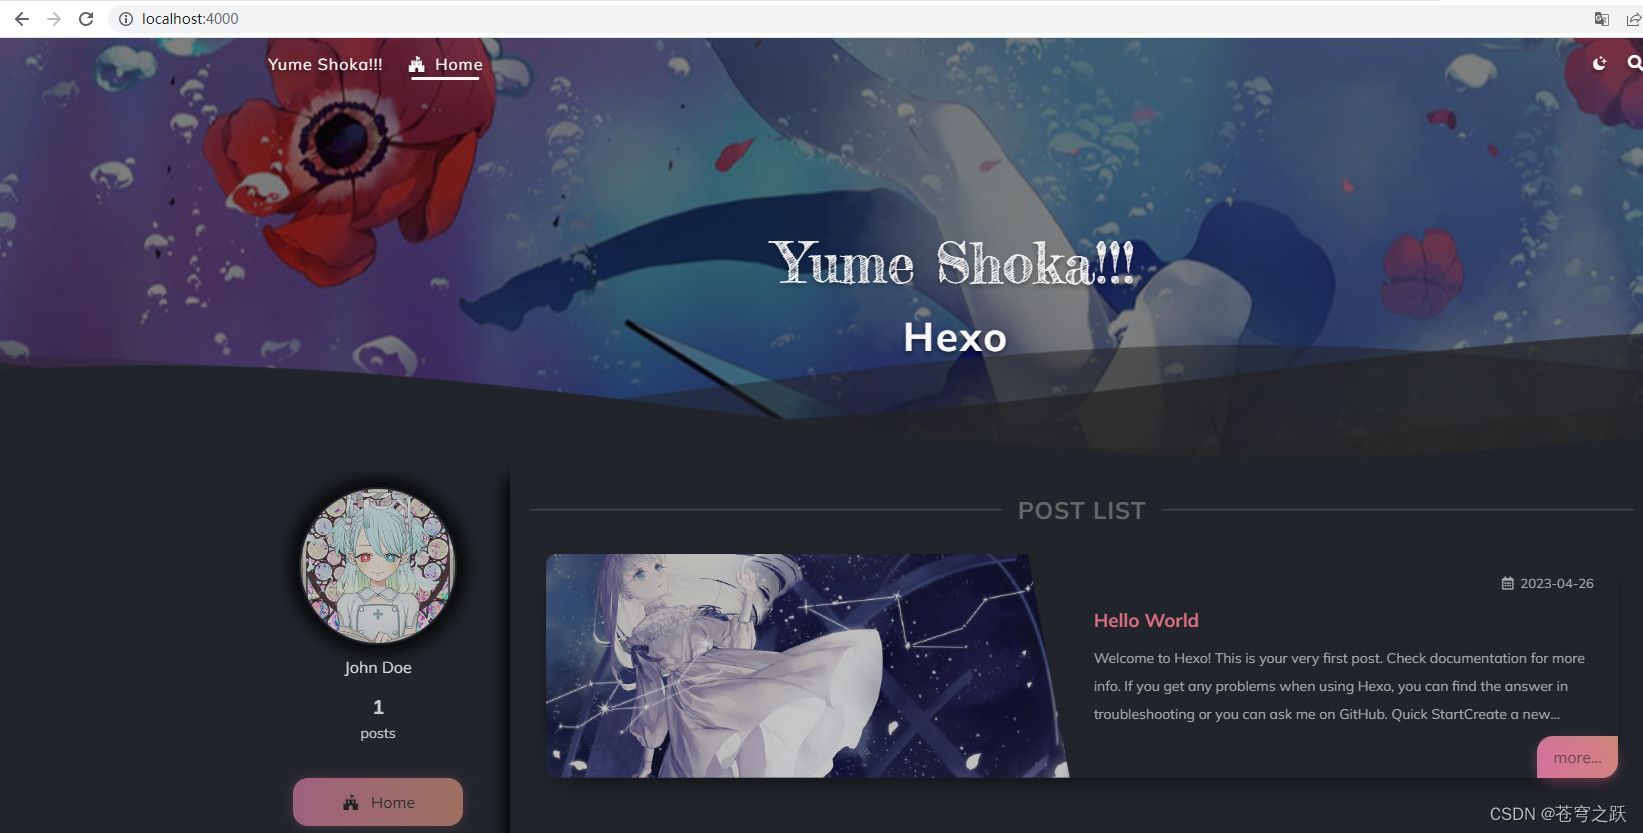 localhost:4000
Yume Shoka!!! Home
Yume Shoka!!!
Hexo
John Doe
1
posts
Home
POST LIST
2023-04-26
Hello World
Welcome to Hexo! This is your very first post. Check documentation for more
info. If you get any problems when using Hexo, you can find the answer in
troubleshooting or you can ask me on GitHub. Quick StartCreate a new...
more...
CSDN @苍穹之跃